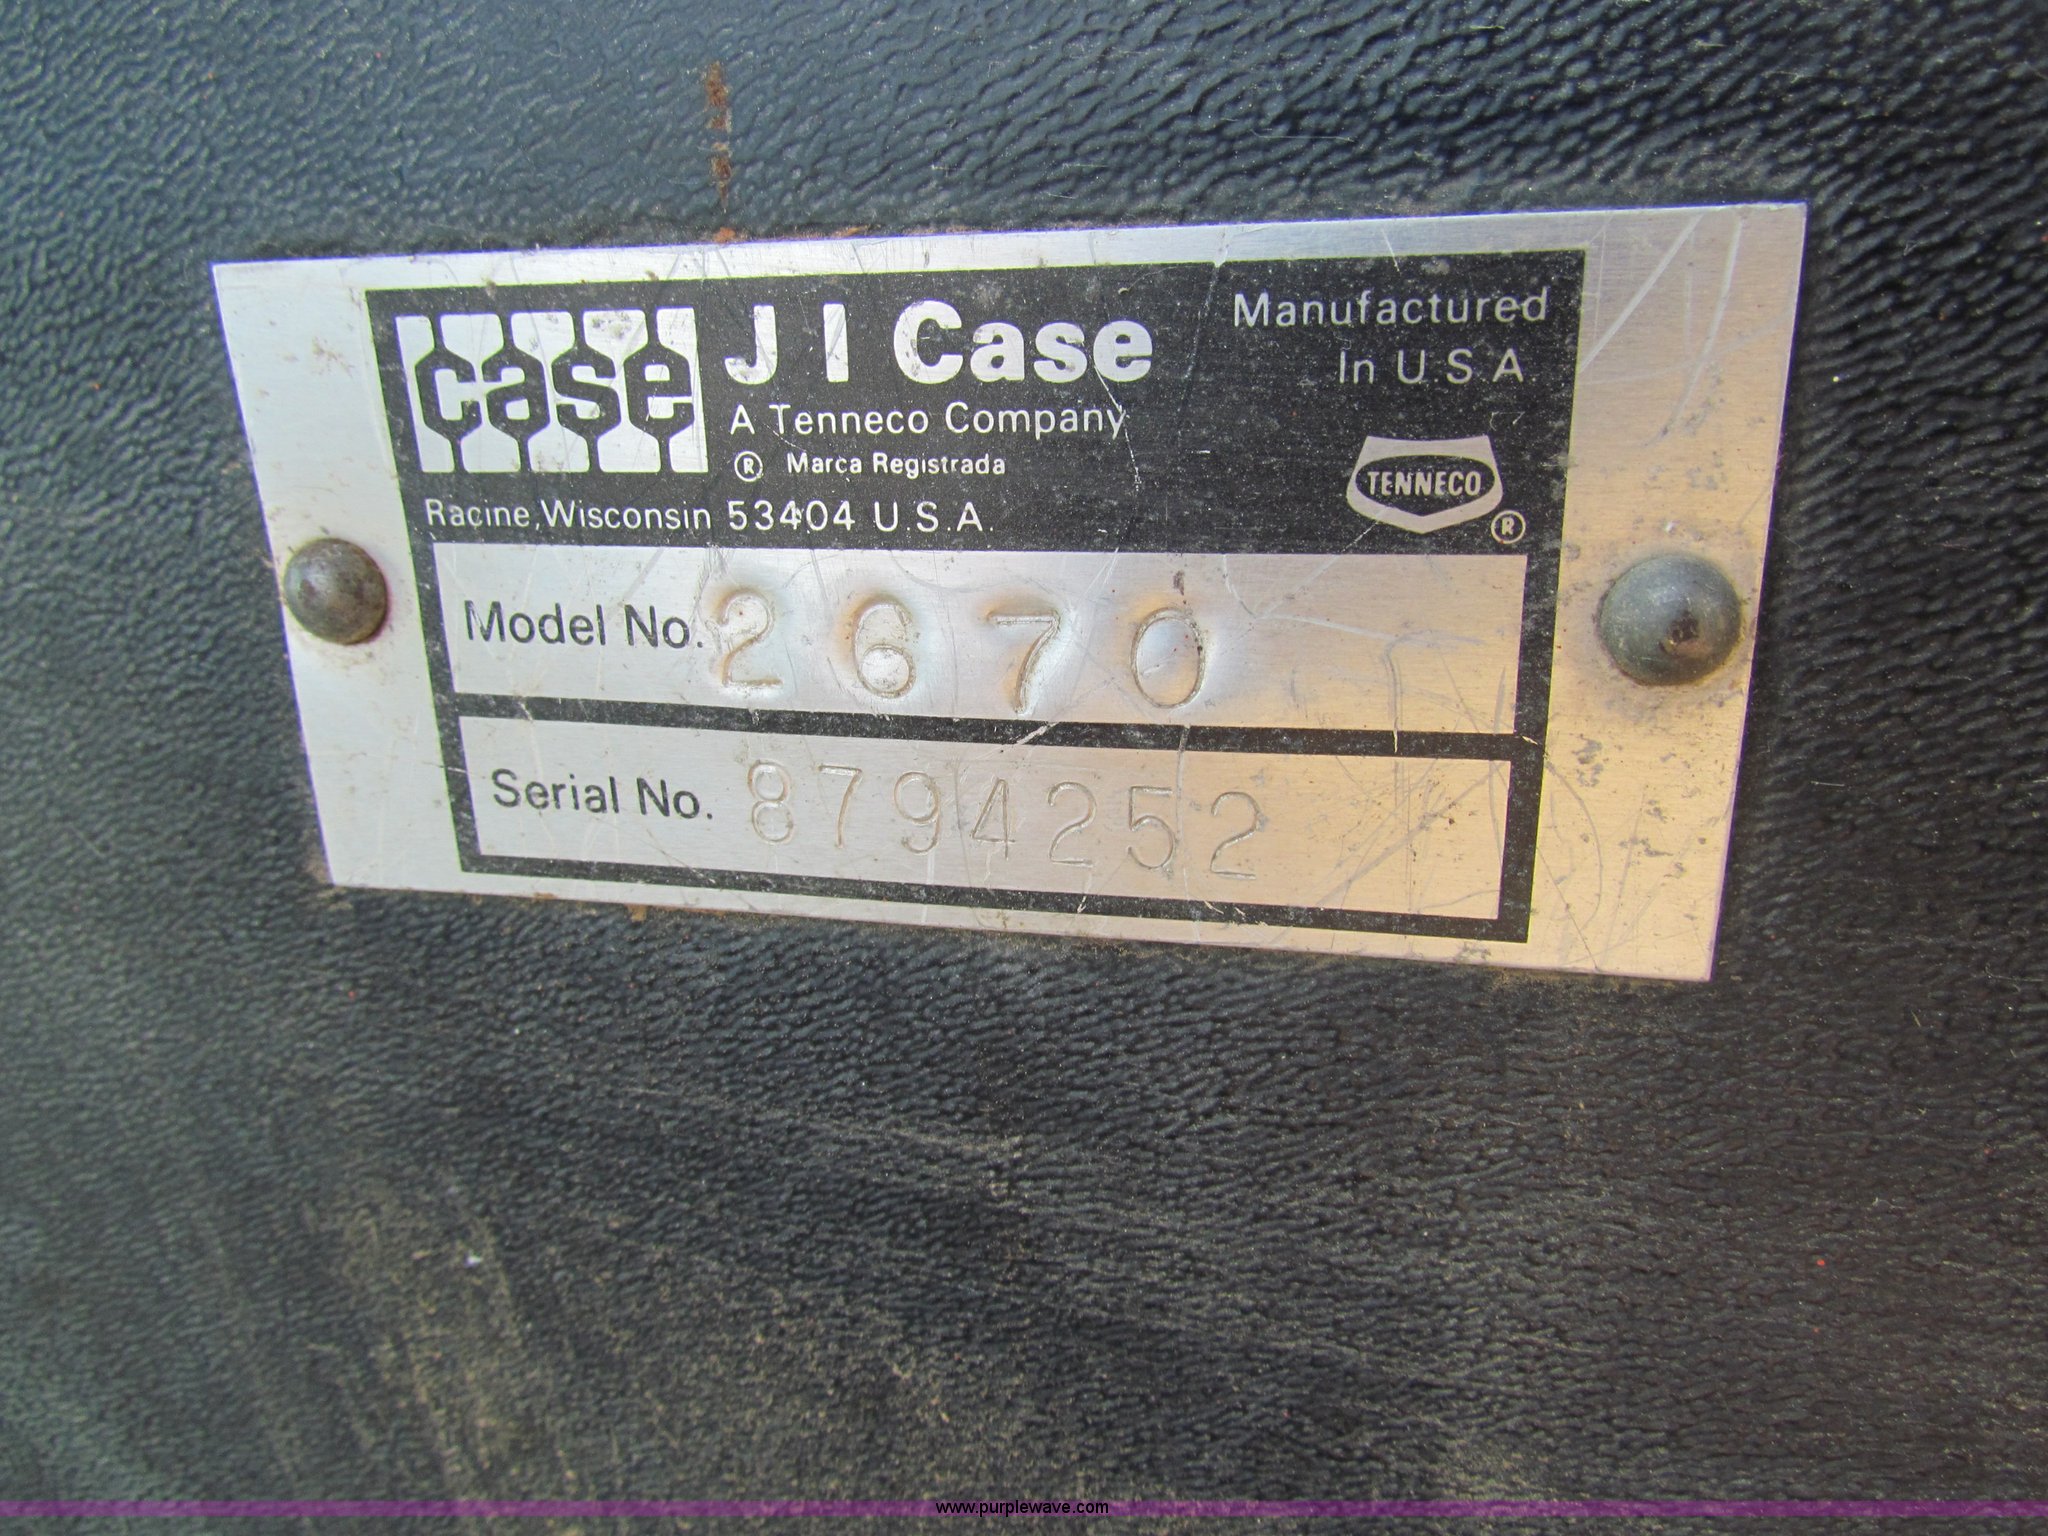 case J I Case
A Tenneco Company
® Marca Registrada
Racine, Wisconsin 53404 U.S.A.
Manufactured
In U.S.A.
TENNECO ®
Model No. 2670
Serial No. 8794252
www.purplewave.com